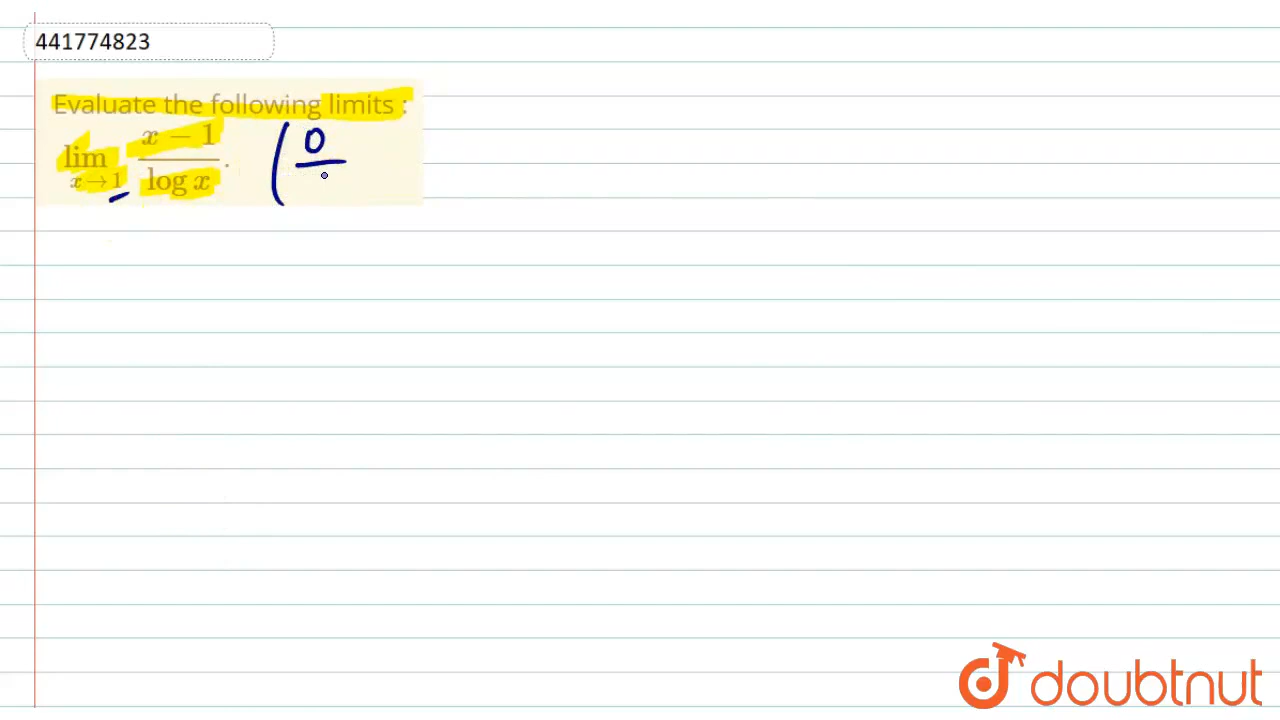 441774823
Evaluate the following limits :
lim x→1 x − 1 / log x . ( 0 /
doubtnut